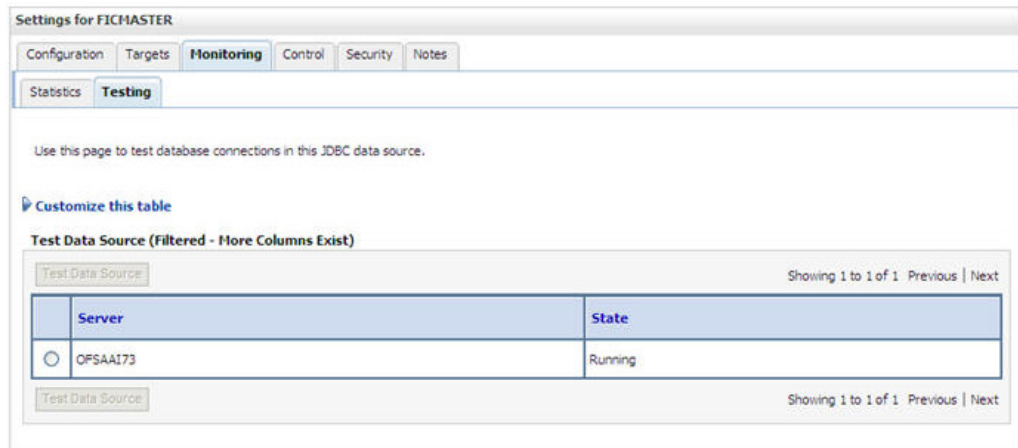 Settings for FICMASTER
Configuration Targets Monitoring Control Security Notes
Statistics Testing
Use this page to test database connections in this JDBC data source.
Customize this table
Test Data Source (Filtered - More Columns Exist)
Test Data Source Showing 1 to 1 of 1 Previous | Next
Server State
OFSAAI73 Running
Test Data Source Showing 1 to 1 of 1 Previous | Next